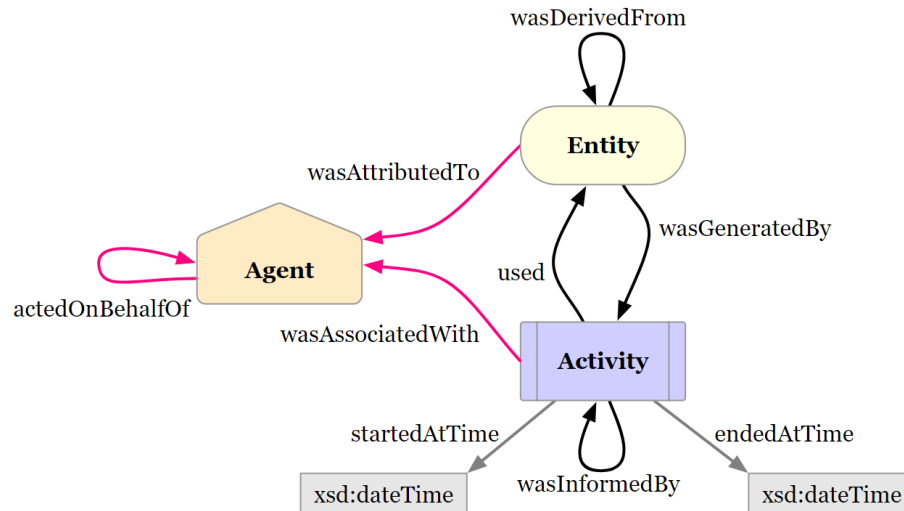 wasDerivedFrom
Entity
wasAttributedTo
wasGeneratedBy
Agent
used
actedOnBehalfOf
wasAssociatedWith
Activity
startedAtTime
endedAtTime
wasInformedBy
xsd:dateTime
xsd:dateTime